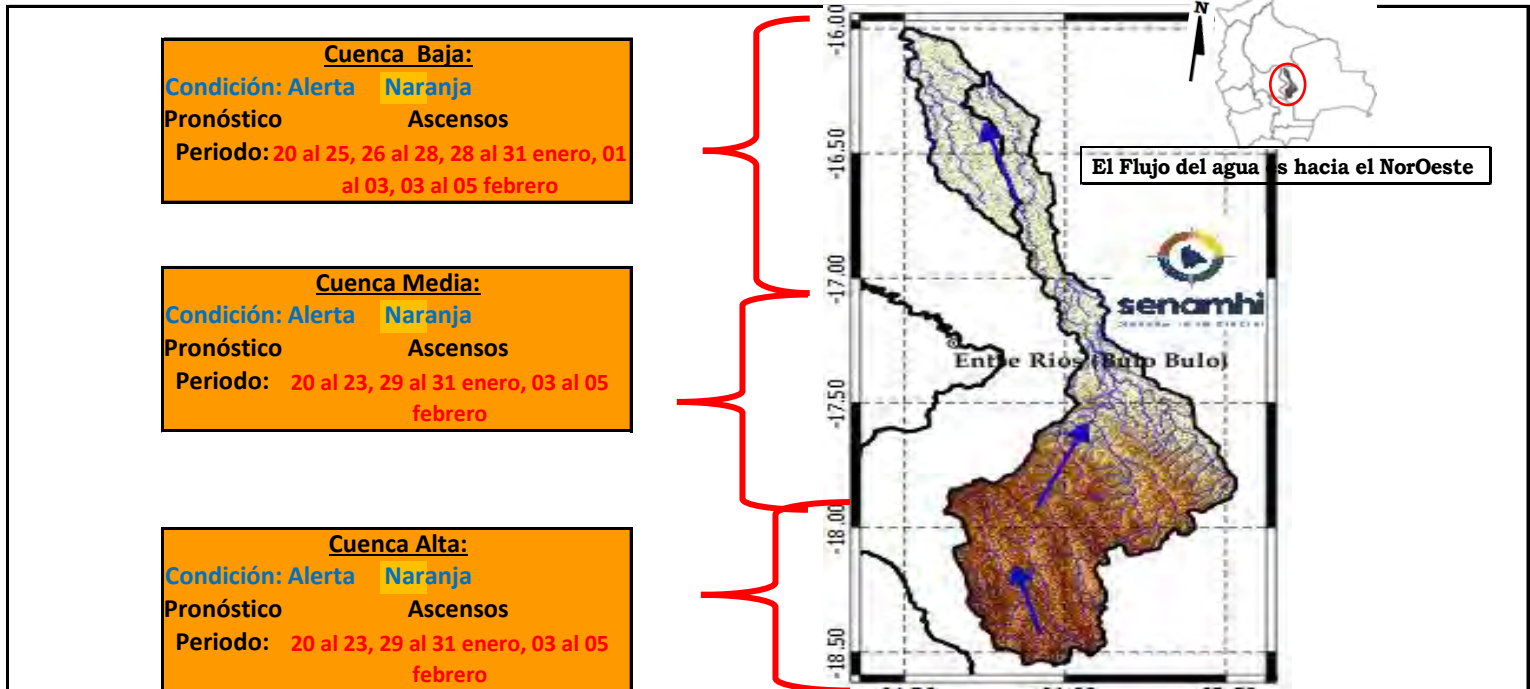 Cuenca Baja:
Condición: Alerta Naranja
Pronóstico Ascensos
Periodo: 20 al 25, 26 al 28, 28 al 31 enero, 01
al 03, 03 al 05 febrero
Cuenca Media:
Condición: Alerta Naranja
Pronóstico Ascensos
Periodo: 20 al 23, 29 al 31 enero, 03 al 05
febrero
Cuenca Alta:
Condición: Alerta Naranja
Pronóstico Ascensos
Periodo: 20 al 23, 29 al 31 enero, 03 al 05
febrero
N
El Flujo del agua es hacia el NorOeste
senamhi
Entre Rios (Bulo Bulo)
-16.00
-16.50
-17.00
-17.50
-18.00
-18.50